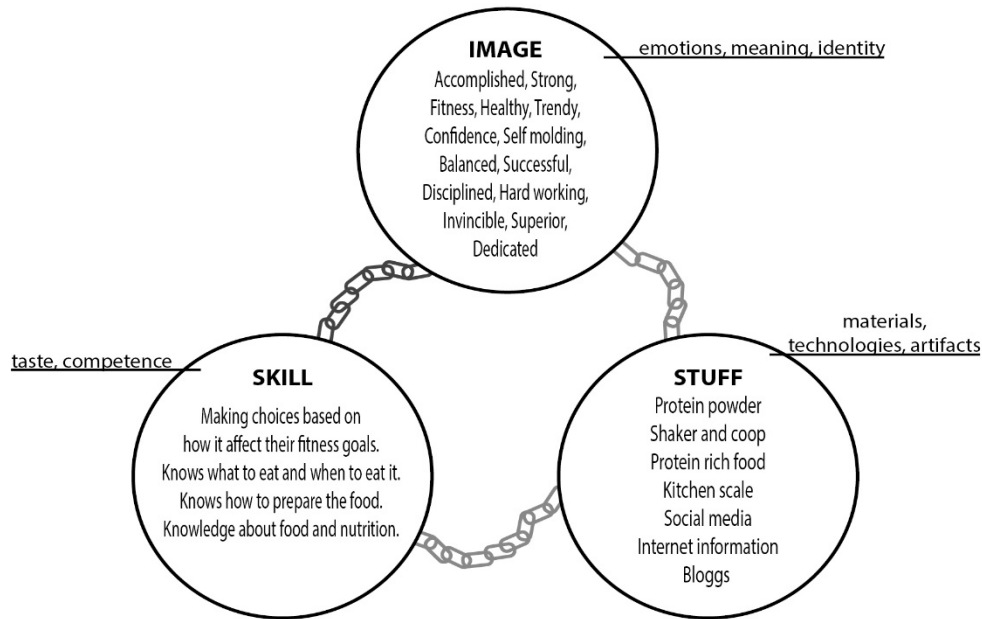 IMAGE
emotions, meaning, identity
Accomplished, Strong,
Fitness, Healthy, Trendy,
Confidence, Self molding,
Balanced, Successful,
Disciplined, Hard working,
Invincible, Superior,
Dedicated
taste, competence
SKILL
Making choices based on
how it affect their fitness goals.
Knows what to eat and when to eat it.
Knows how to prepare the food.
Knowledge about food and nutrition.
materials,
technologies, artifacts
STUFF
Protein powder
Shaker and coop
Protein rich food
Kitchen scale
Social media
Internet information
Bloggs